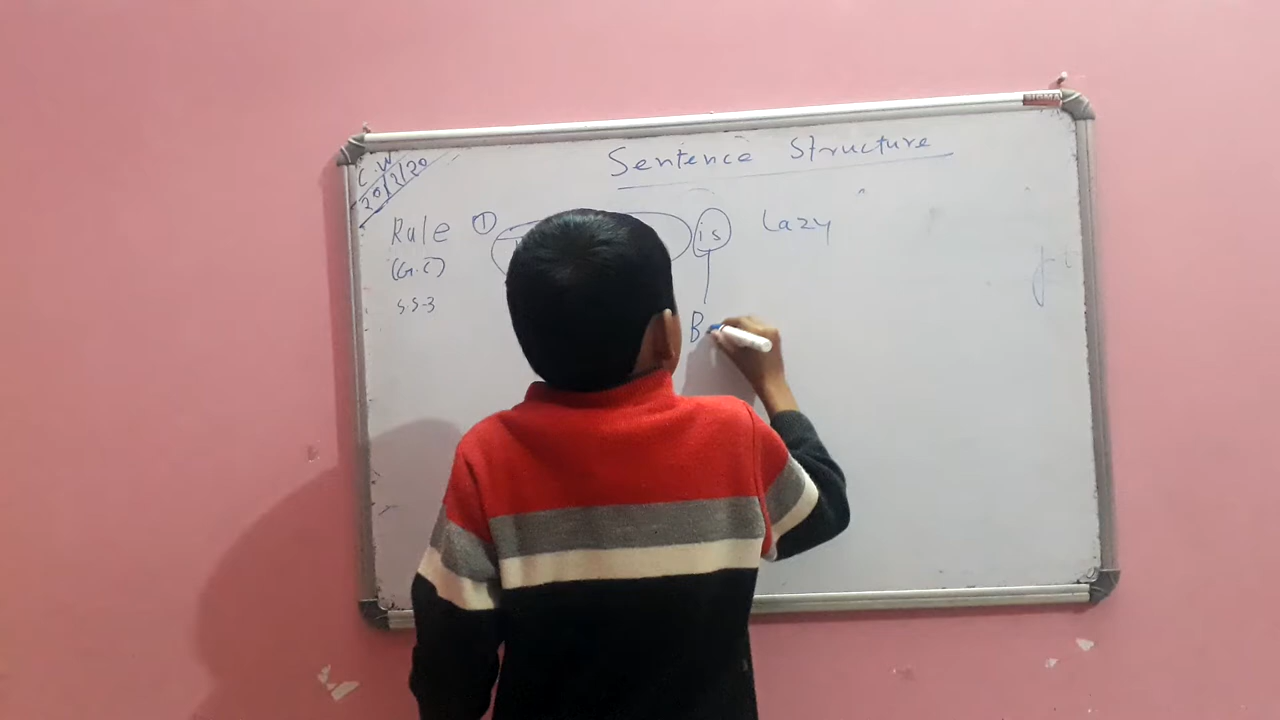 C.W
20/2/20
Sentence Structure
Rule ① is Lazy
(G.C)
S.S-3
B